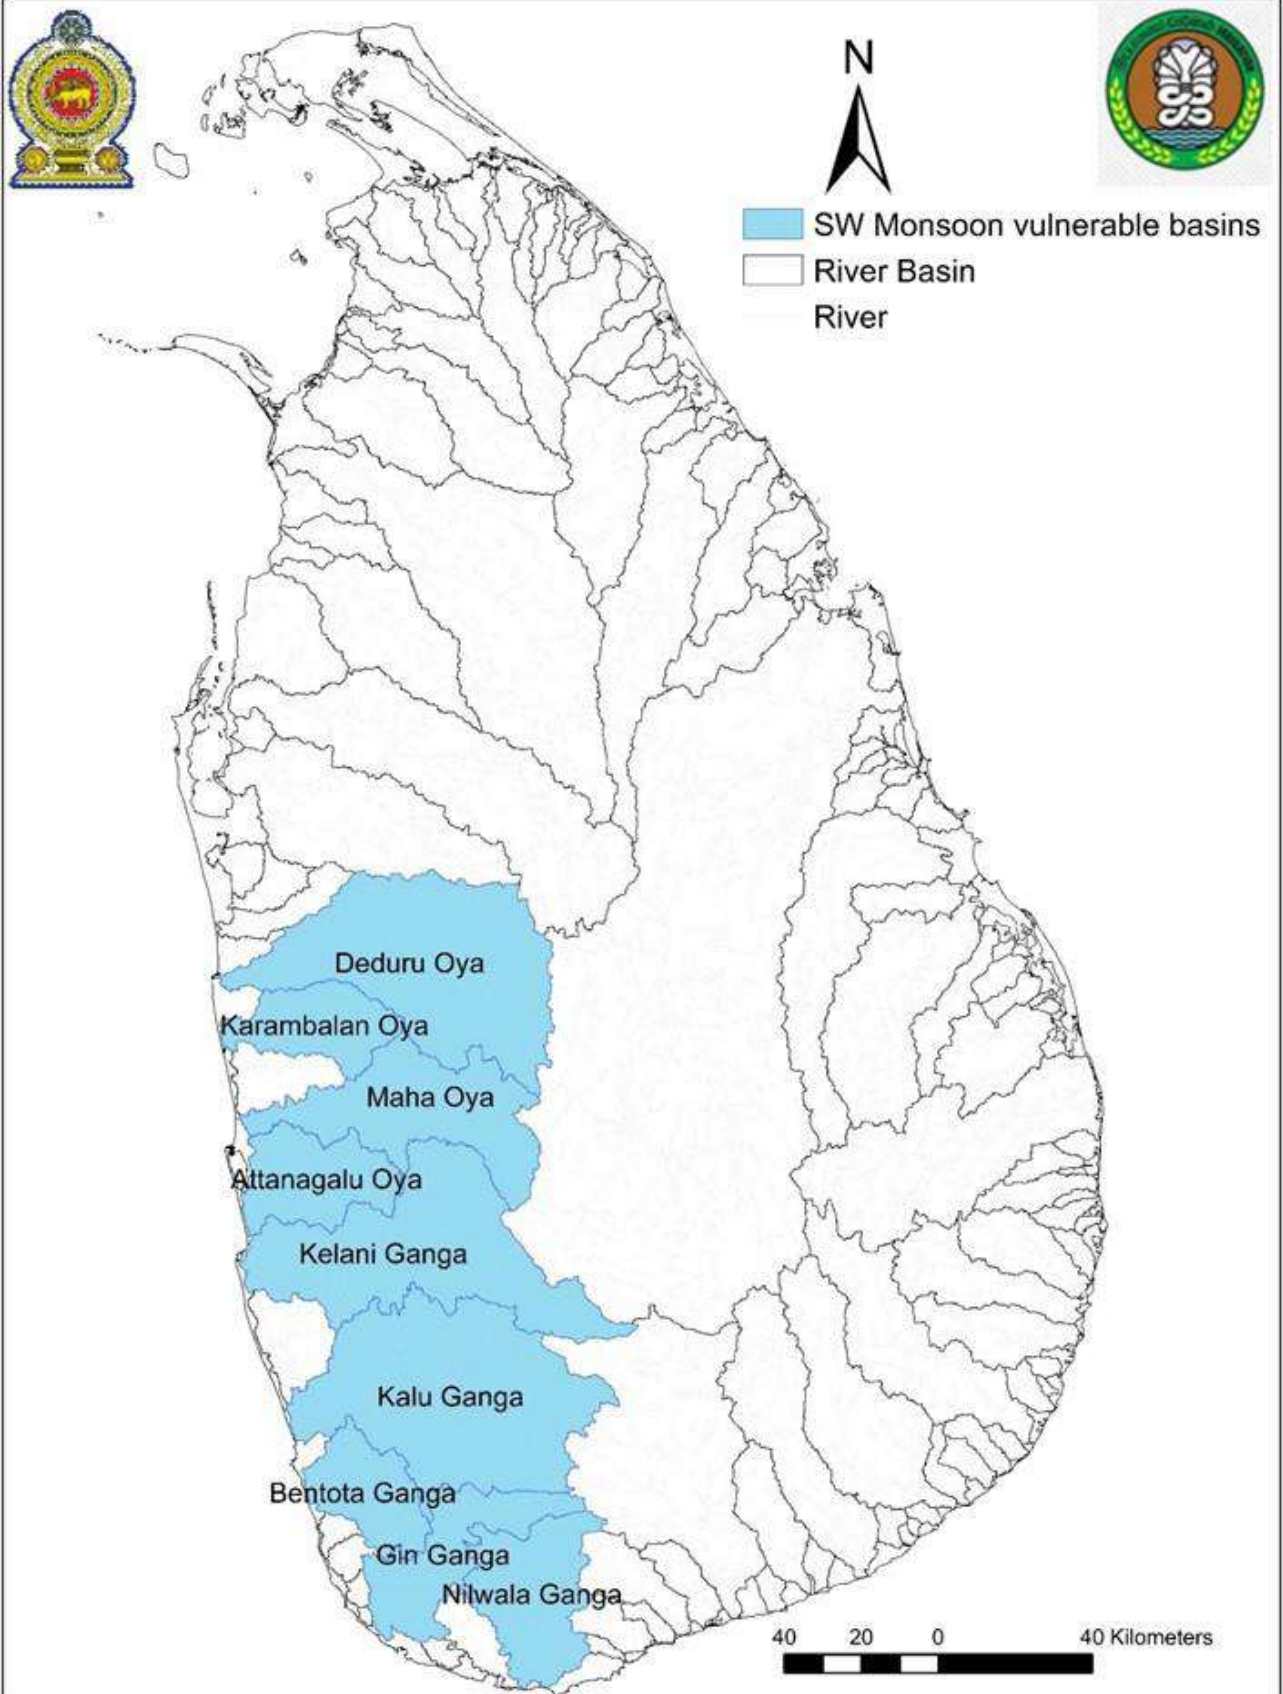 N
SW Monsoon vulnerable basins
River Basin
River
Deduru Oya
Karambalan Oya
Maha Oya
Attanagalu Oya
Kelani Ganga
Kalu Ganga
Bentota Ganga
Gin Ganga
Nilwala Ganga
40 20 0 40 Kilometers